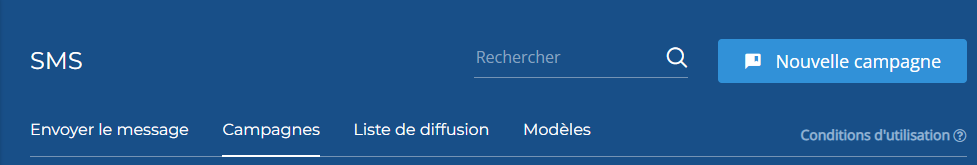 SMS
Rechercher
Nouvelle campagne
Envoyer le message Campagnes Liste de diffusion Modèles
Conditions d'utilisation